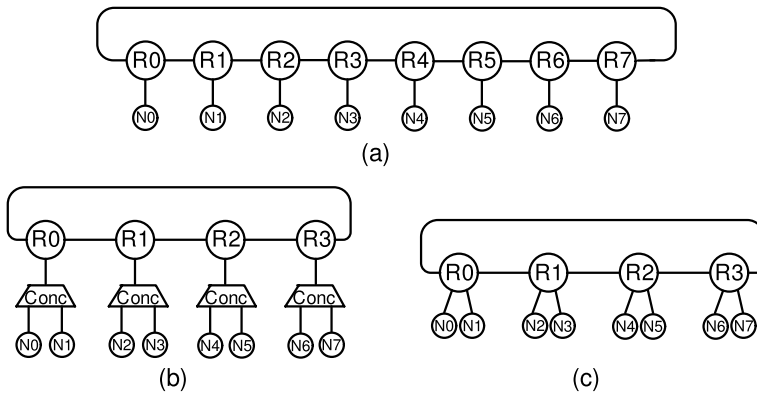 R0 R1 R2 R3 R4 R5 R6 R7
N0 N1 N2 N3 N4 N5 N6 N7
(a)
R0 R1 R2 R3
Conc Conc Conc Conc
N0 N1 N2 N3 N4 N5 N6 N7
(b)
R0 R1 R2 R3
N0 N1 N2 N3 N4 N5 N6 N7
(c)